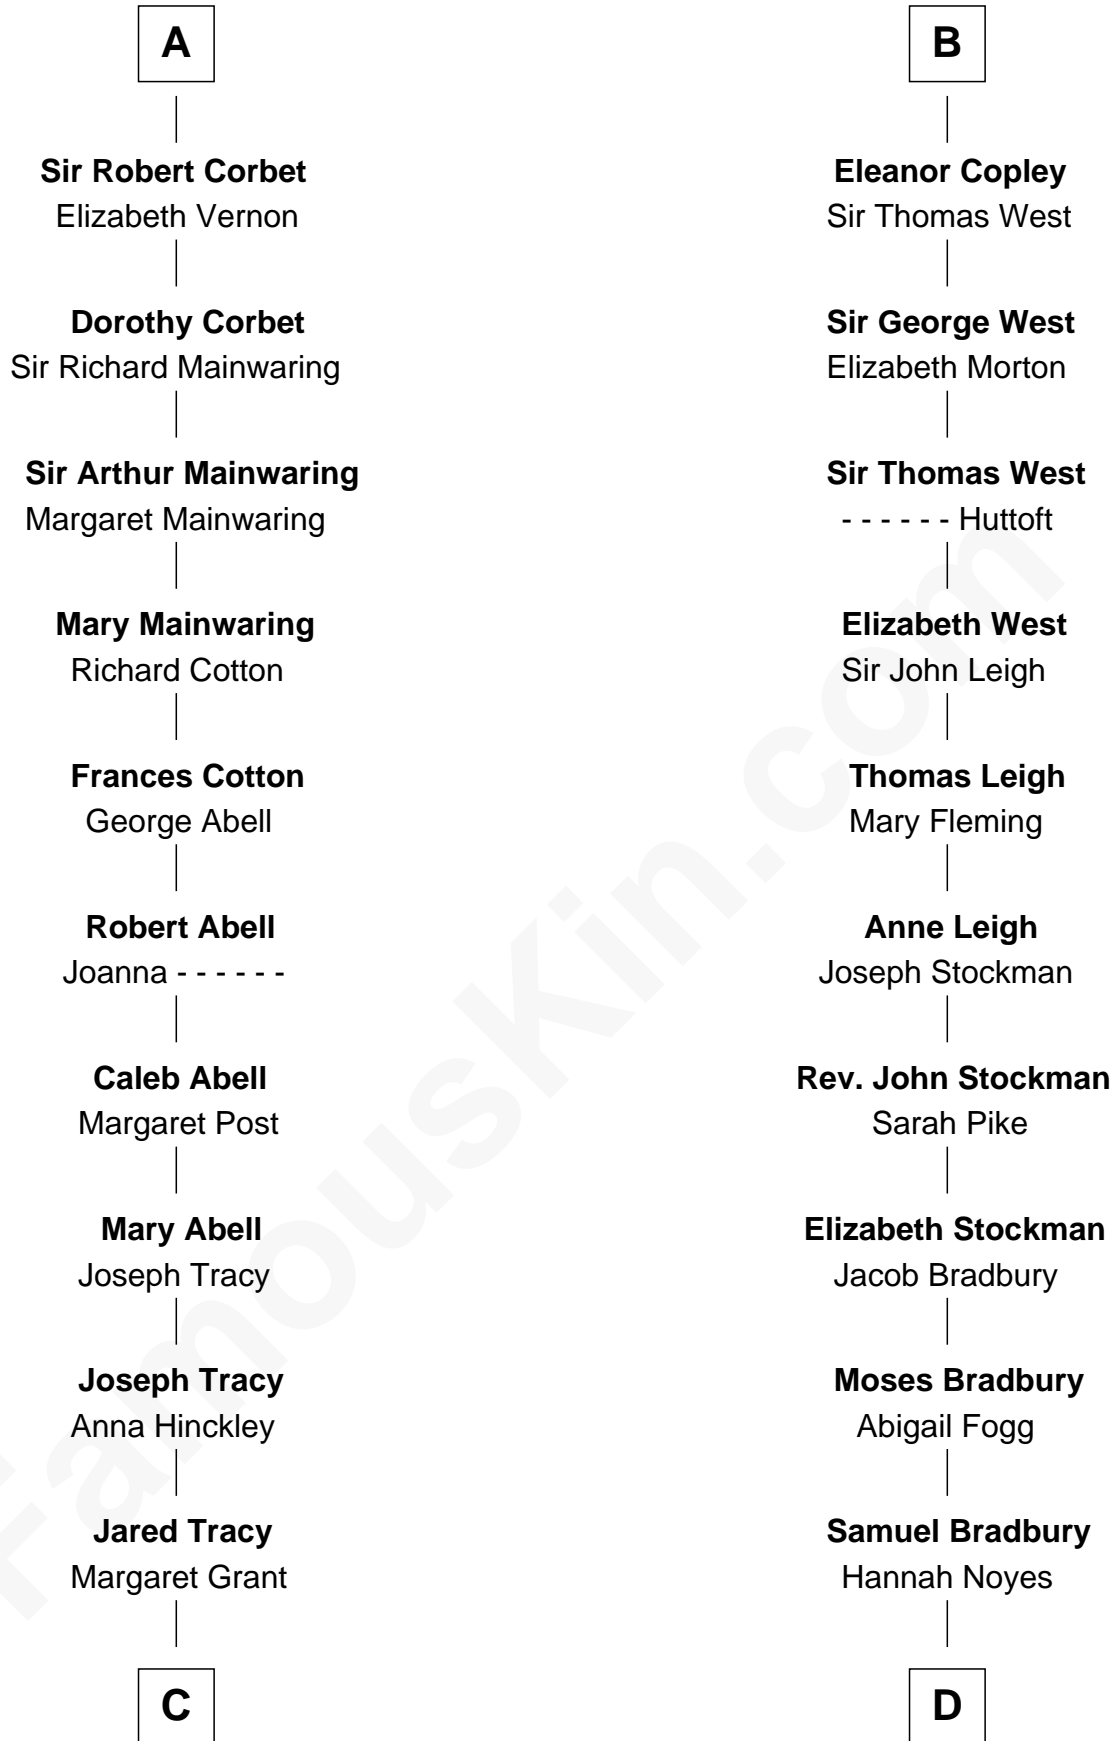 A
Sir Robert Corbet
Elizabeth Vernon
Dorothy Corbet
Sir Richard Mainwaring
Sir Arthur Mainwaring
Margaret Mainwaring
Mary Mainwaring
Richard Cotton
Frances Cotton
George Abell
Robert Abell
Joanna - - - - - -
Caleb Abell
Margaret Post
Mary Abell
Joseph Tracy
Joseph Tracy
Anna Hinckley
Jared Tracy
Margaret Grant
C
B
Eleanor Copley
Sir Thomas West
Sir George West
Elizabeth Morton
Sir Thomas West
- - - - - - Huttoft
Elizabeth West
Sir John Leigh
Thomas Leigh
Mary Fleming
Anne Leigh
Joseph Stockman
Rev. John Stockman
Sarah Pike
Elizabeth Stockman
Jacob Bradbury
Moses Bradbury
Abigail Fogg
Samuel Bradbury
Hannah Noyes
D
FamousKin.com